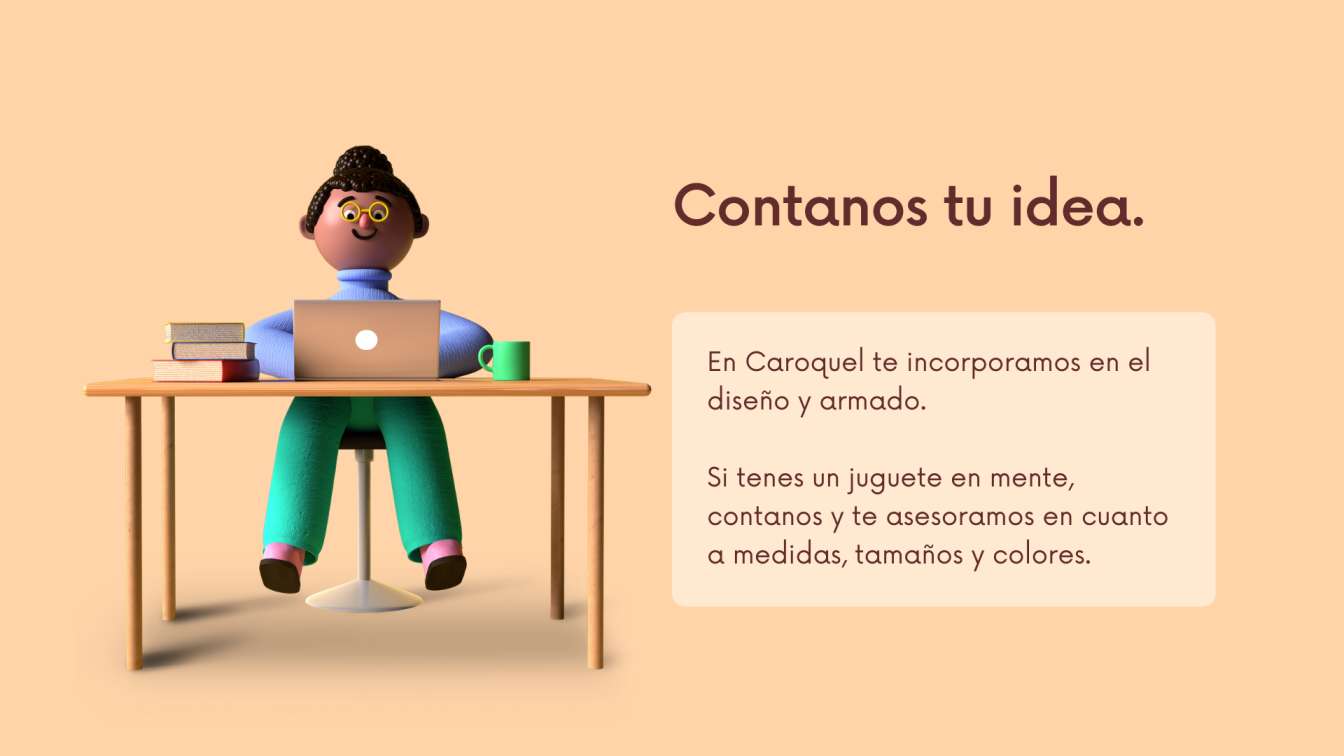 Contanos tu idea.
En Caroquel te incorporamos en el
diseño y armado.
Si tenes un juguete en mente,
contanos y te asesoramos en cuanto
a medidas, tamaños y colores.